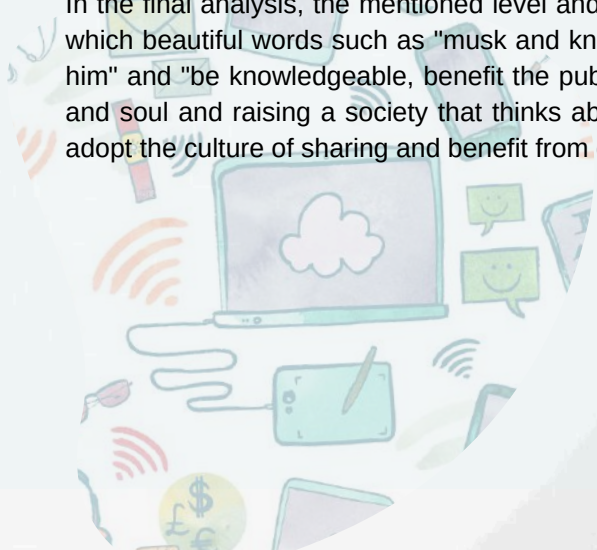 In the final analysis, the mentioned level and
which beautiful words such as "musk and kn
him" and "be knowledgeable, benefit the pub
and soul and raising a society that thinks ab
adopt the culture of sharing and benefit from
$
£ €